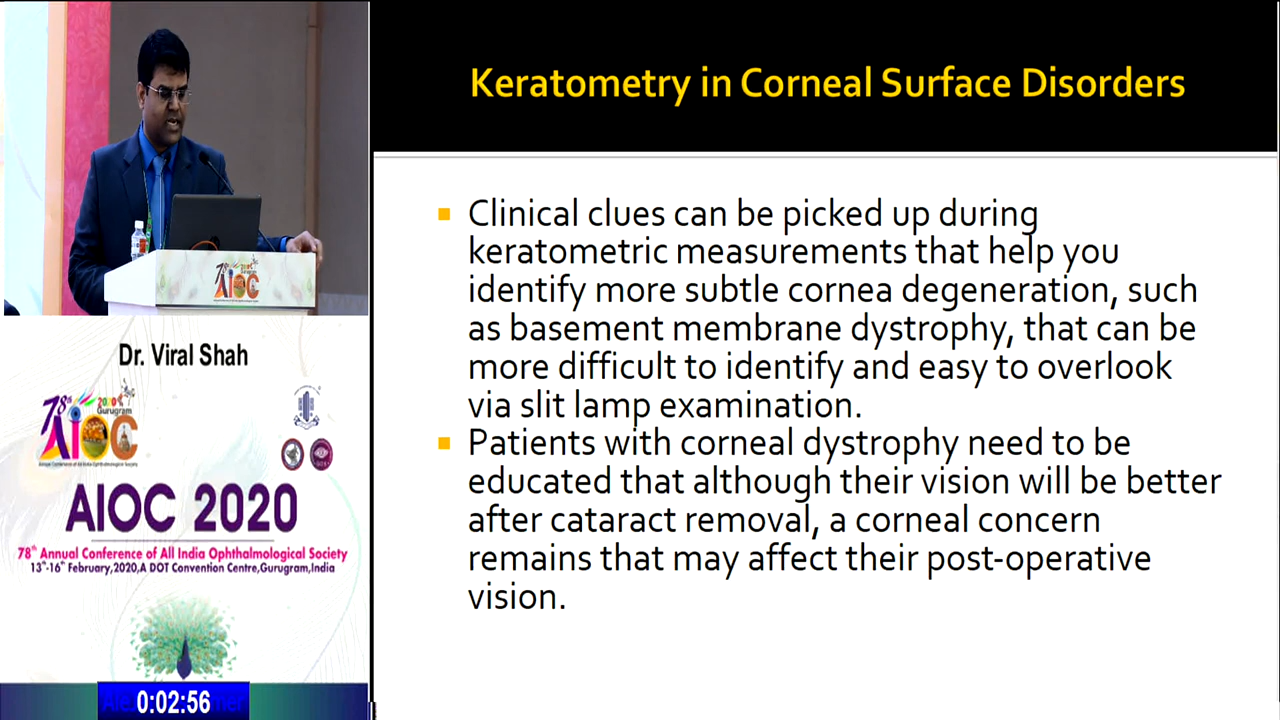 Keratometry in Corneal Surface Disorders
Clinical clues can be picked up during
keratometric measurements that help you
identify more subtle cornea degeneration, such
as basement membrane dystrophy, that can be
more difficult to identify and easy to overlook
via slit lamp examination.
Patients with corneal dystrophy need to be
educated that although their vision will be better
after cataract removal, a corneal concern
remains that may affect their post-operative
vision.
AIOC
Dr. Viral Shah
78th 2020
Gurugram
AIOC
AIOC 2020
78th Annual Conference of All India Ophthalmological Society
13th-16th February,2020,A DOT Convention Centre,Gurugram,India
0:02:56